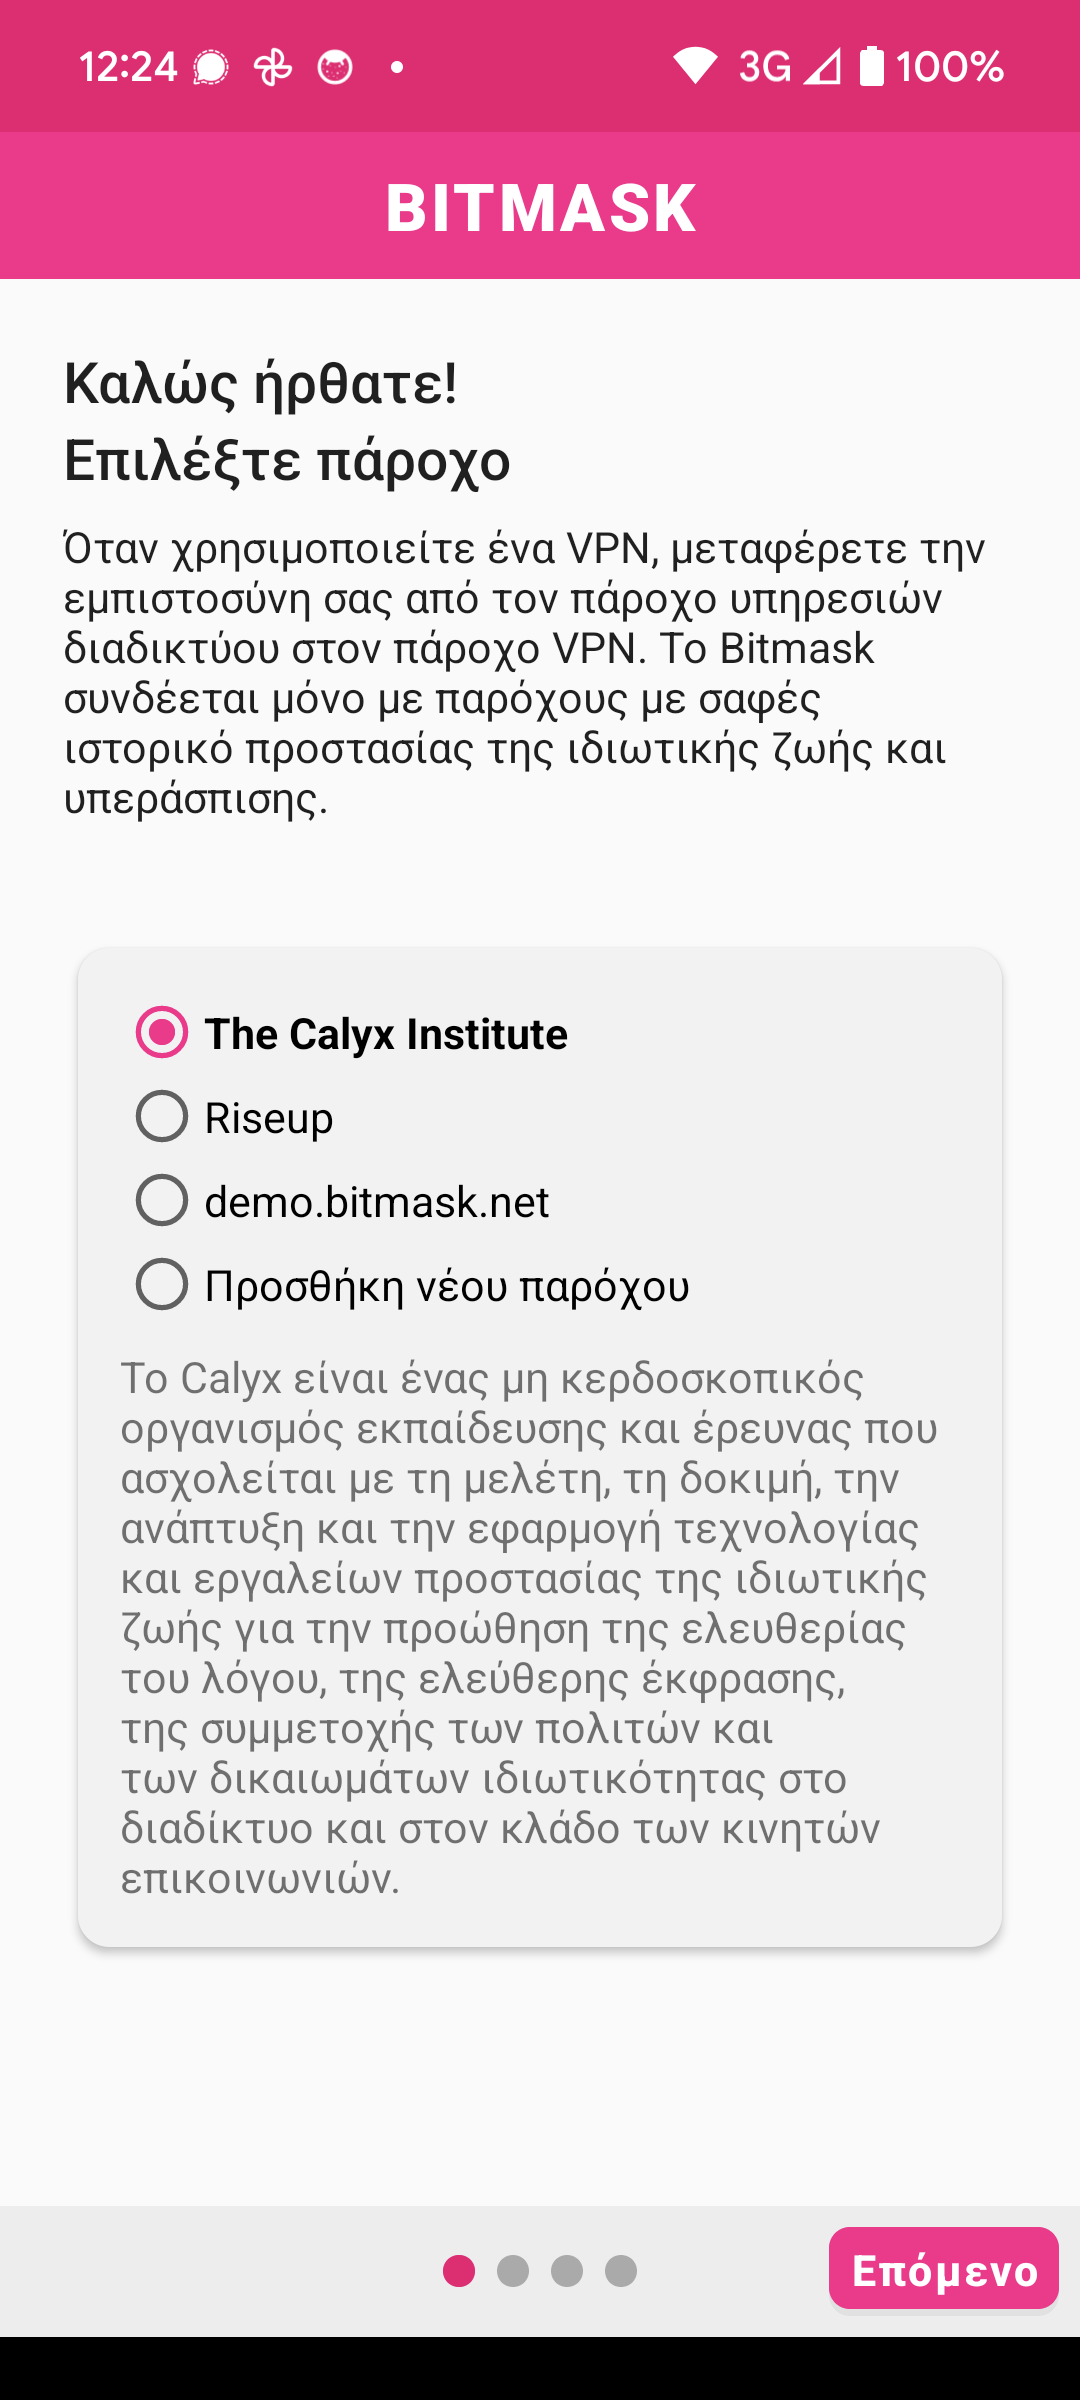 12:24
3G
100%
BITMASK
Καλώς ήρθατε!
Επιλέξτε πάροχο
Όταν χρησιμοποιείτε ένα VPN, μεταφέρετε την
εμπιστοσύνη σας από τον πάροχο υπηρεσιών
διαδικτύου στον πάροχο VPN. Το Bitmask
συνδέεται μόνο με παρόχους με σαφές
ιστορικό προστασίας της ιδιωτικής ζωής και
υπεράσπισης.
The Calyx Institute
Riseup
demo.bitmask.net
Προσθήκη νέου παρόχου
Το Calyx είναι ένας μη κερδοσκοπικός
οργανισμός εκπαίδευσης και έρευνας που
ασχολείται με τη μελέτη, τη δοκιμή, την
ανάπτυξη και την εφαρμογή τεχνολογίας
και εργαλείων προστασίας της ιδιωτικής
ζωής για την προώθηση της ελευθερίας
του λόγου, της ελεύθερης έκφρασης,
της συμμετοχής των πολιτών και
των δικαιωμάτων ιδιωτικότητας στο
διαδίκτυο και στον κλάδο των κινητών
επικοινωνιών.
Επόμενο